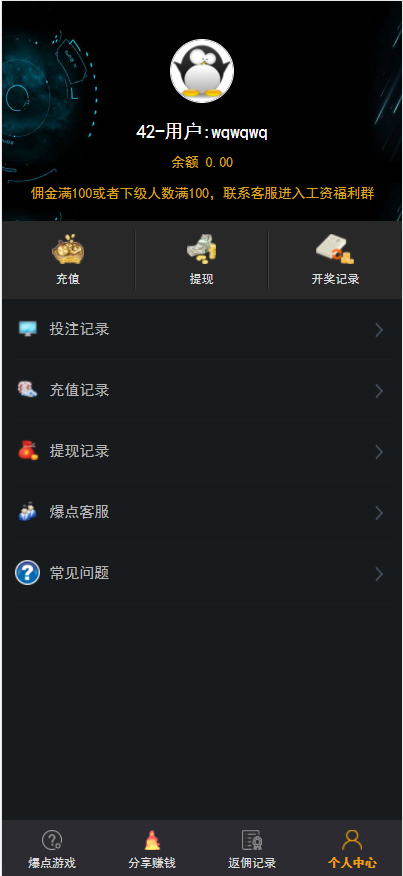 42-用户:wqwqwq
余额 0.00
佣金满100或者下级人数满100，联系客服进入工资福利群
充值
提现
开奖记录
投注记录
充值记录
提现记录
爆点客服
常见问题
爆点游戏
分享赚钱
返佣记录
个人中心